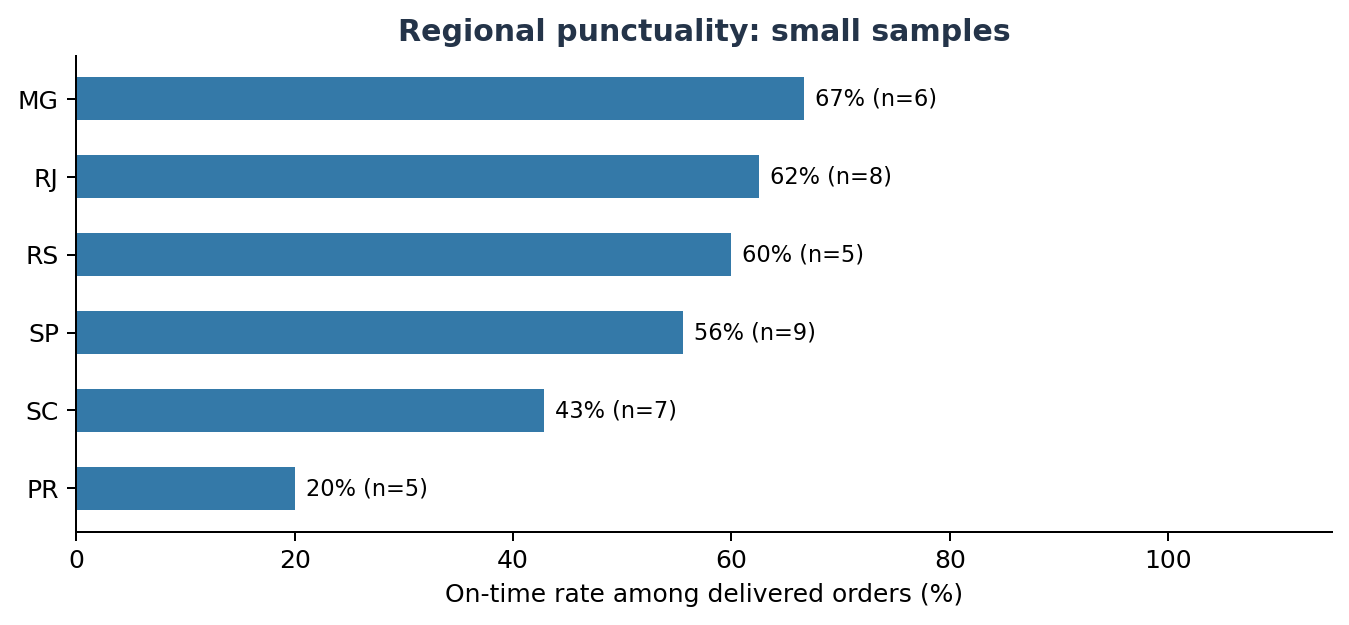 Regional punctuality: small samples
MG 67% (n=6)
RJ 62% (n=8)
RS 60% (n=5)
SP 56% (n=9)
SC 43% (n=7)
PR 20% (n=5)
0 20 40 60 80 100
On-time rate among delivered orders (%)